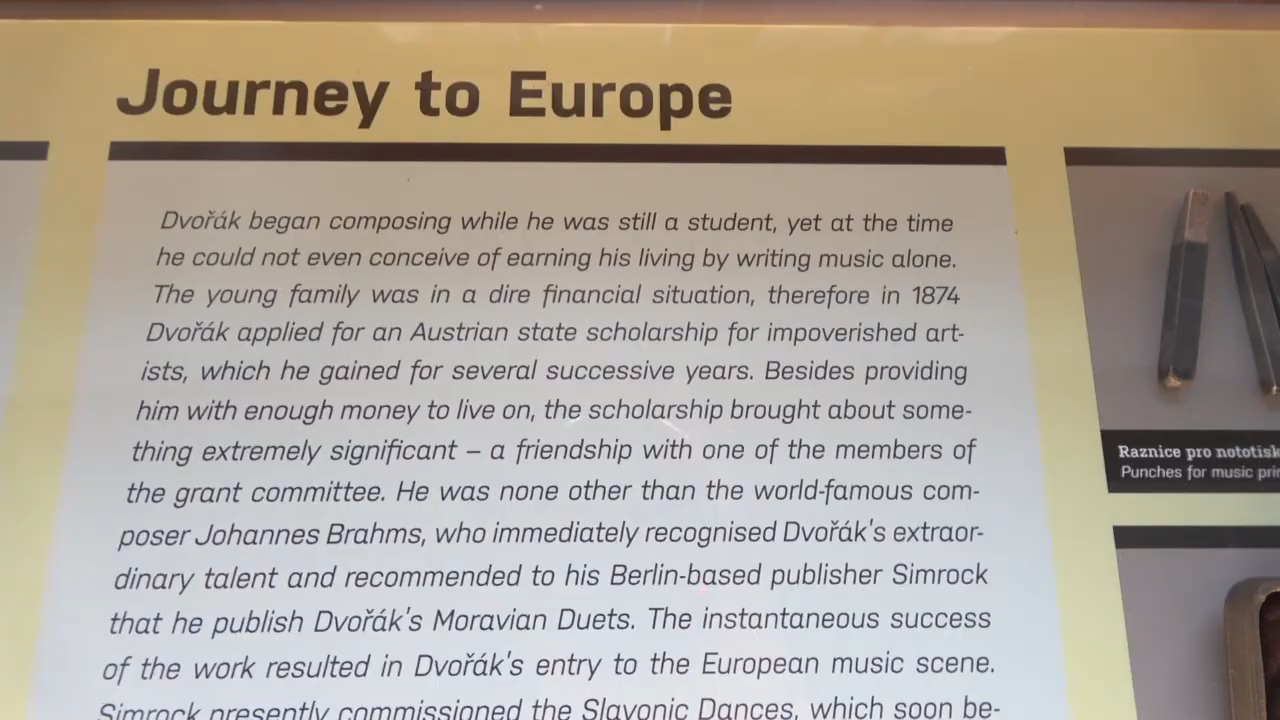 Journey to Europe
Dvořák began composing while he was still a student, yet at the time
he could not even conceive of earning his living by writing music alone.
The young family was in a dire financial situation, therefore in 1874
Dvořák applied for an Austrian state scholarship for impoverished art-
ists, which he gained for several successive years. Besides providing
him with enough money to live on, the scholarship brought about some-
thing extremely significant – a friendship with one of the members of
the grant committee. He was none other than the world-famous com-
poser Johannes Brahms, who immediately recognised Dvořák's extraor-
dinary talent and recommended to his Berlin-based publisher Simrock
that he publish Dvořák's Moravian Duets. The instantaneous success
of the work resulted in Dvořák's entry to the European music scene.
Simrock presently commissioned the Slavonic Dances, which soon be-
Raznice pro nototisk
Punches for music